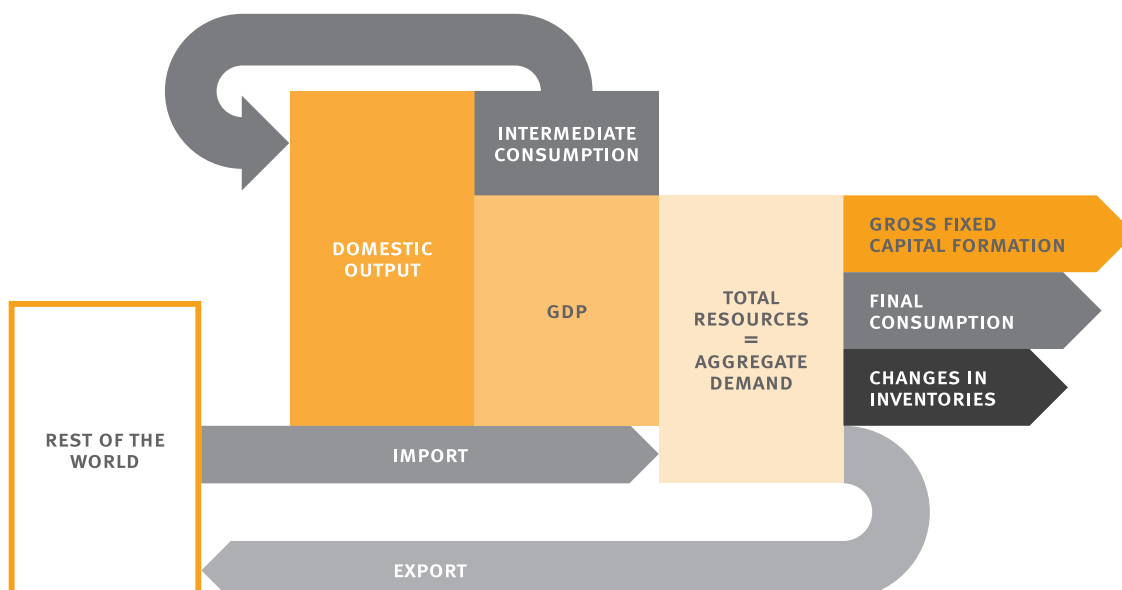 INTERMEDIATE
CONSUMPTION
DOMESTIC
OUTPUT
GDP
TOTAL
RESOURCES
=
AGGREGATE
DEMAND
GROSS FIXED
CAPITAL FORMATION
FINAL
CONSUMPTION
CHANGES IN
INVENTORIES
REST OF THE
WORLD
IMPORT
EXPORT